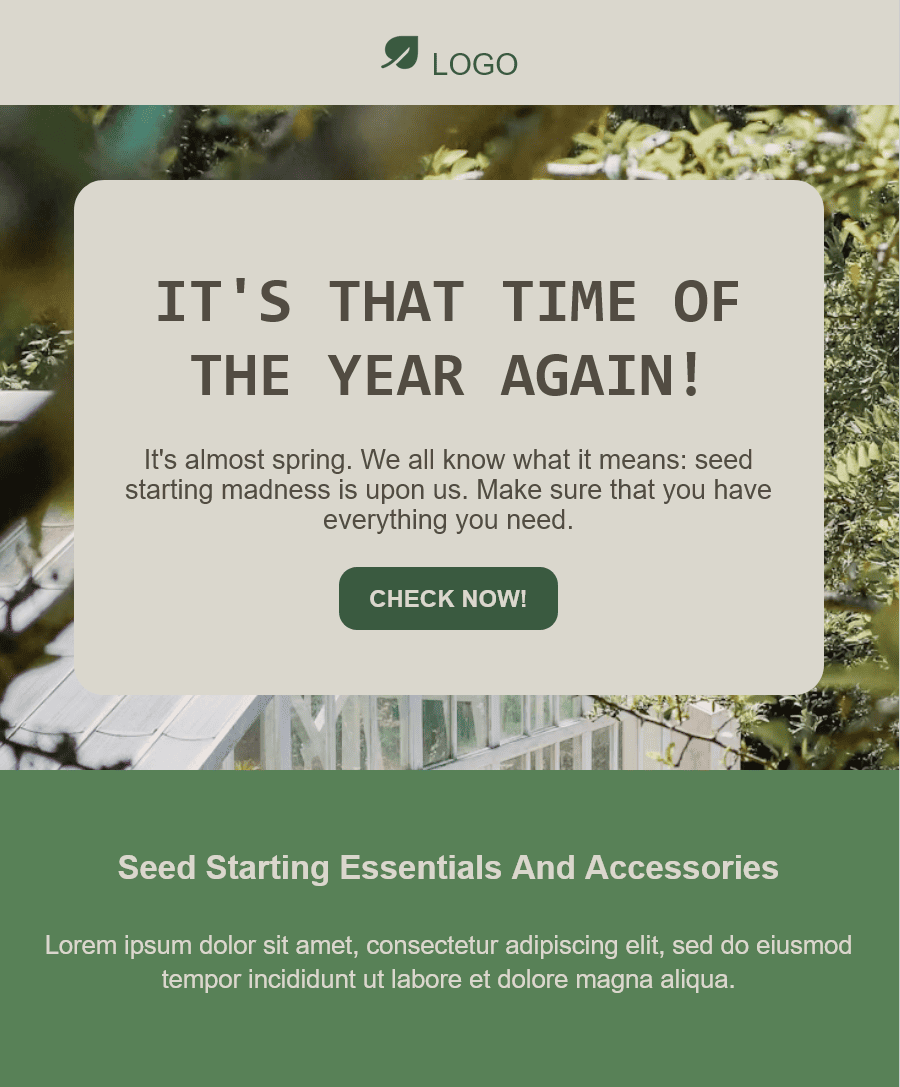 LOGO
IT'S THAT TIME OF
THE YEAR AGAIN!
It's almost spring. We all know what it means: seed
starting madness is upon us. Make sure that you have
everything you need.
CHECK NOW!
Seed Starting Essentials And Accessories
Lorem ipsum dolor sit amet, consectetur adipiscing elit, sed do eiusmod
tempor incididunt ut labore et dolore magna aliqua.